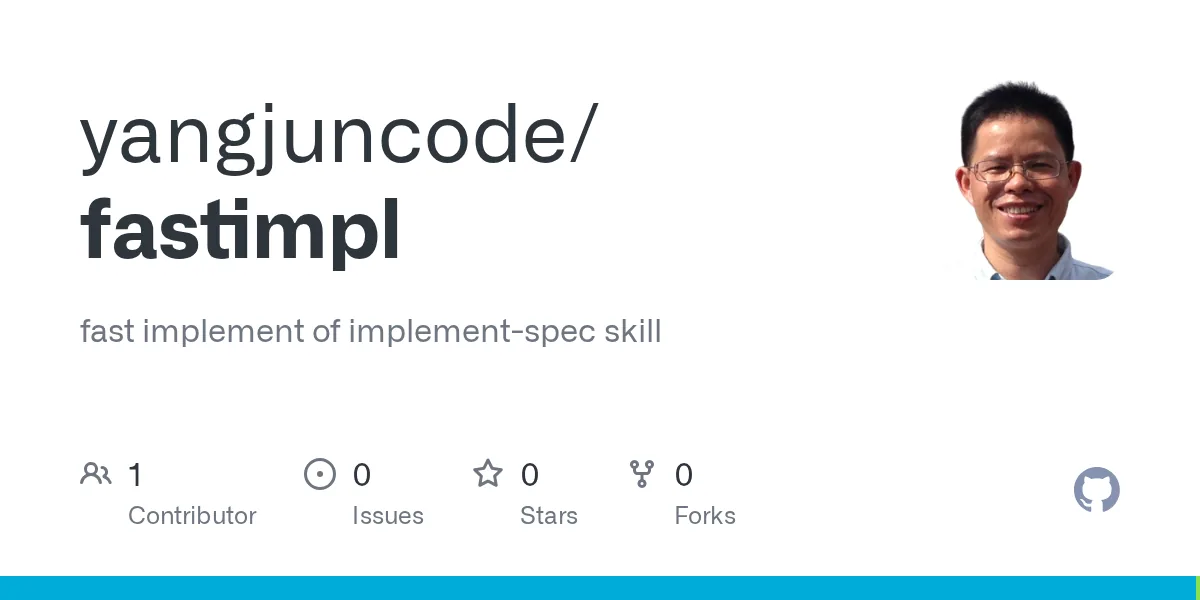 yangjuncode/
fastimpl
fast implement of implement-spec skill
1 0 0 0
Contributor Issues Stars Forks